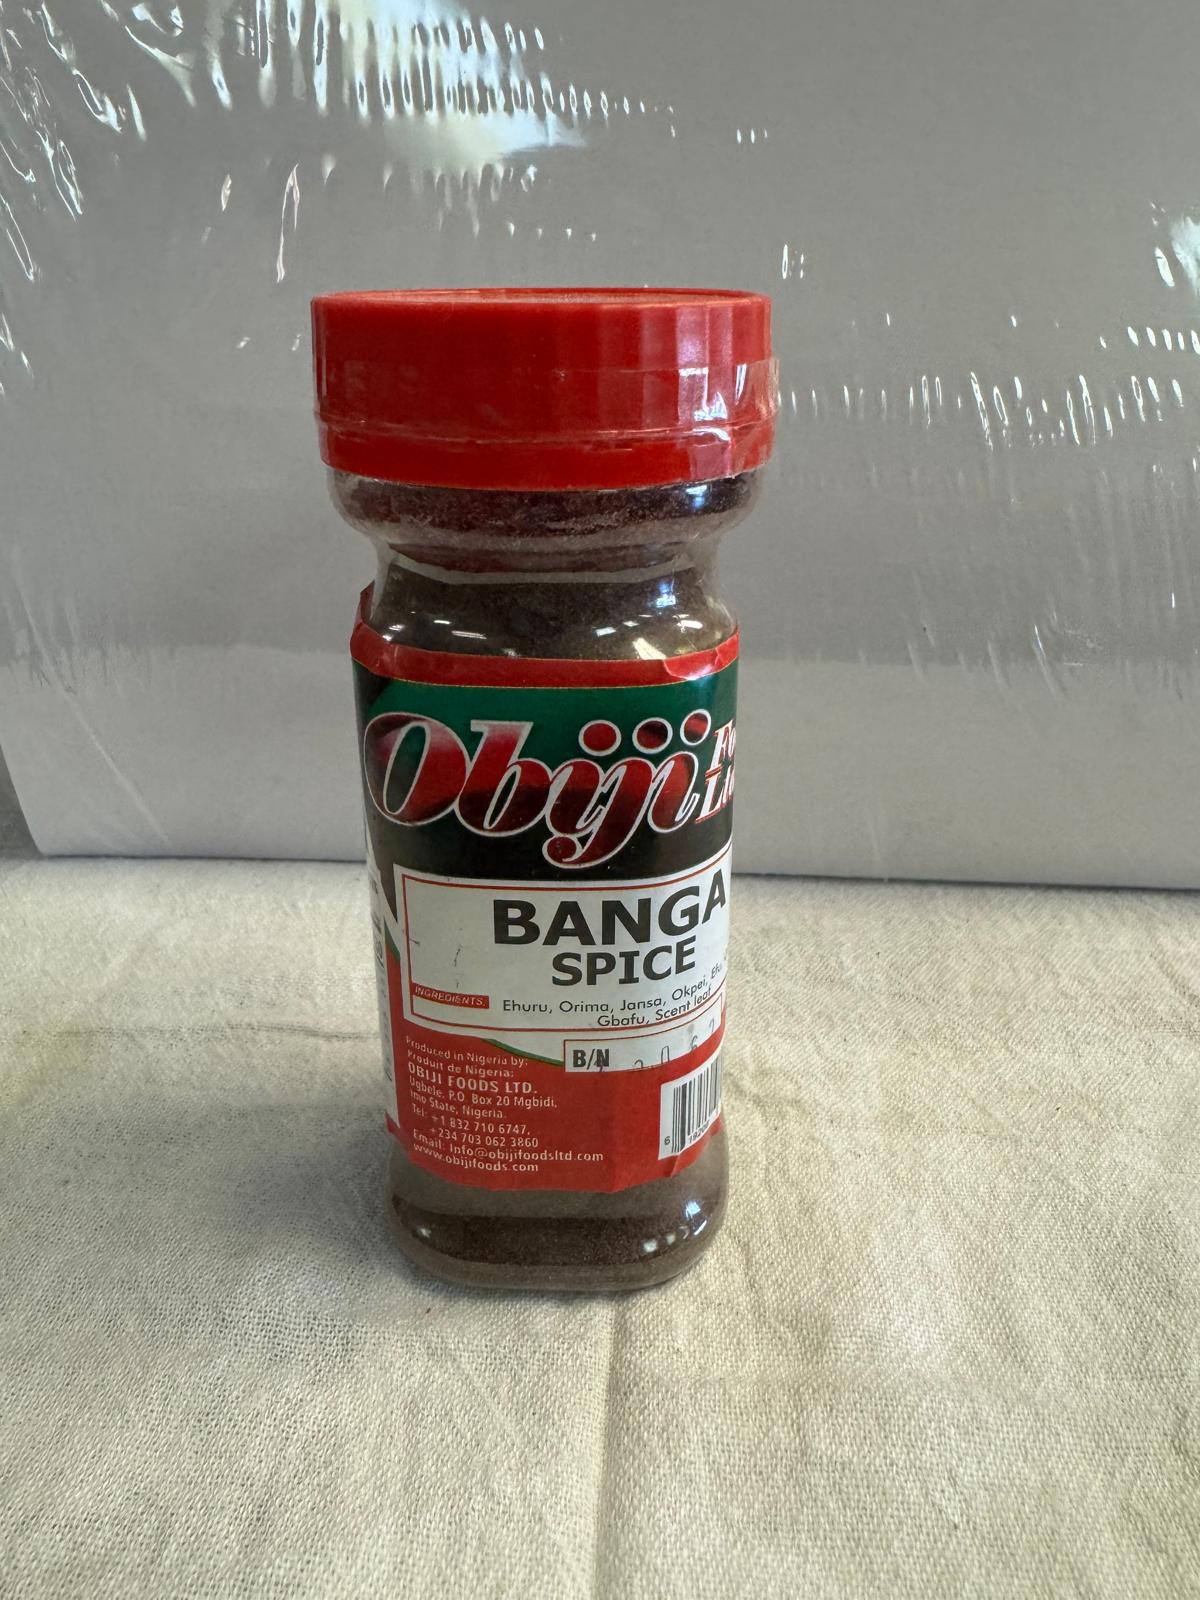 Obiji
BANGA
SPICE
INGREDIENTS.
Ehuru, Orima, Jansa, Okpei,
Gbafu, Scent leaf
B/N
Produced in Nigeria by:
Produit de Nigeria:
OBIJI FOODS LTD.
Ugbele, P.O. Box 20 Mgbidi,
Imo State, Nigeria.
Tel: +1 832 710 6747,
+234 703 062 3860
Email: Info@obijifoodsltd.com
www.obijifoods.com